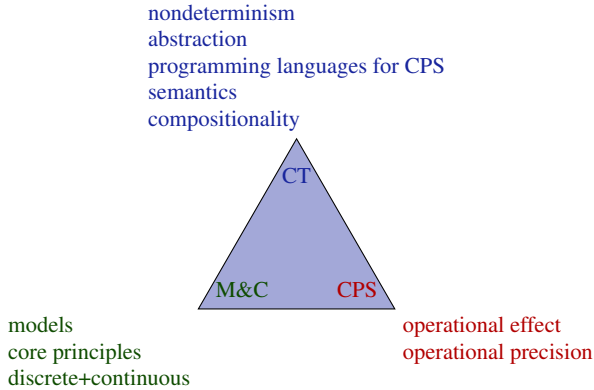 nondeterminism
abstraction
programming languages for CPS
semantics
compositionality
CT
M&C
CPS
models
core principles
discrete+continuous
operational effect
operational precision